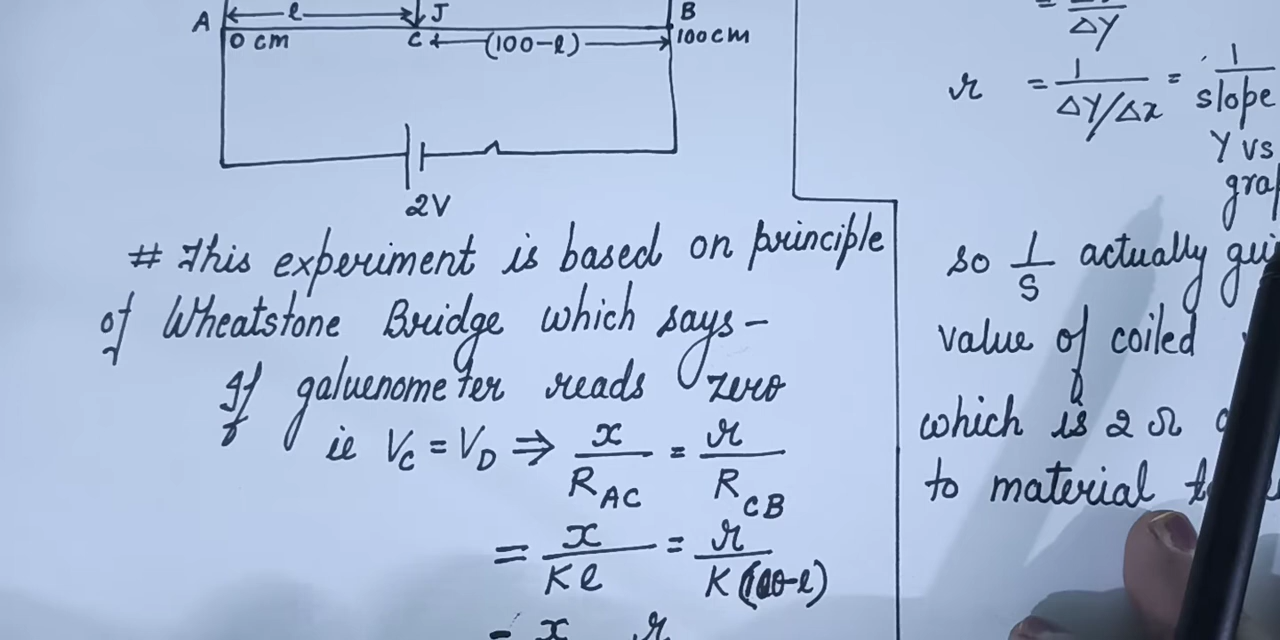 A l J B
0 cm C (100-l) 100cm
2V
# This experiment is based on principle
of Wheatstone Bridge which says-
If galvenometer reads zero
ie V_C = V_D ⇒ x/R_AC = r/R_CB
= x/Kl = r/K(100-l)
= x r
ΔY
r = 1/(ΔY/Δx) = 1/slope
Y vs
so 1/S actually
value of coiled
which is 2 Ω
to material